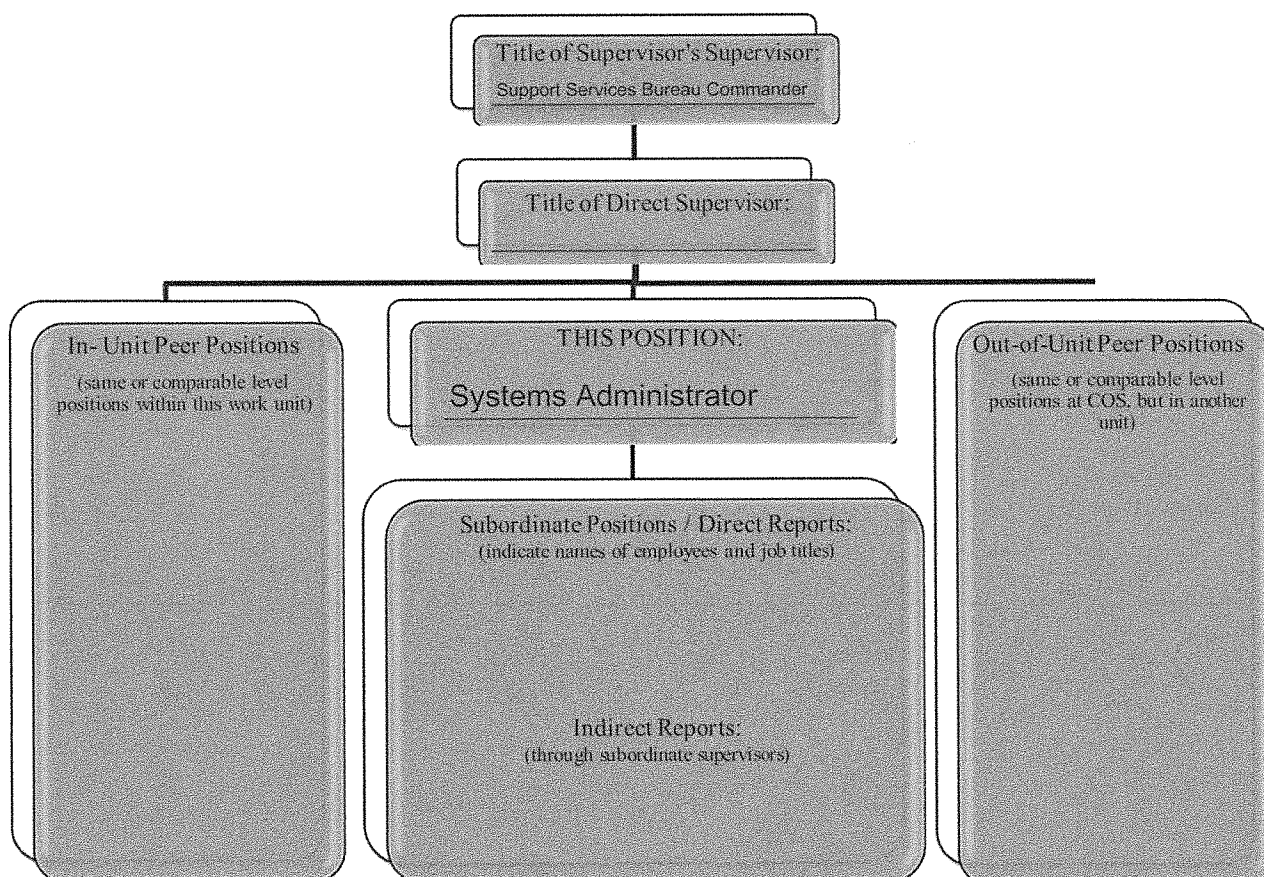 Title of Supervisor's Supervisor:
Support Services Bureau Commander
Title of Direct Supervisor:
In- Unit Peer Positions
(same or comparable level
positions within this work unit)
THIS POSITION:
Systems Administrator
Out-of-Unit Peer Positions
(same or comparable level
positions at COS, but in another
unit)
Subordinate Positions / Direct Reports:
(indicate names of employees and job titles)
Indirect Reports:
(through subordinate supervisors)